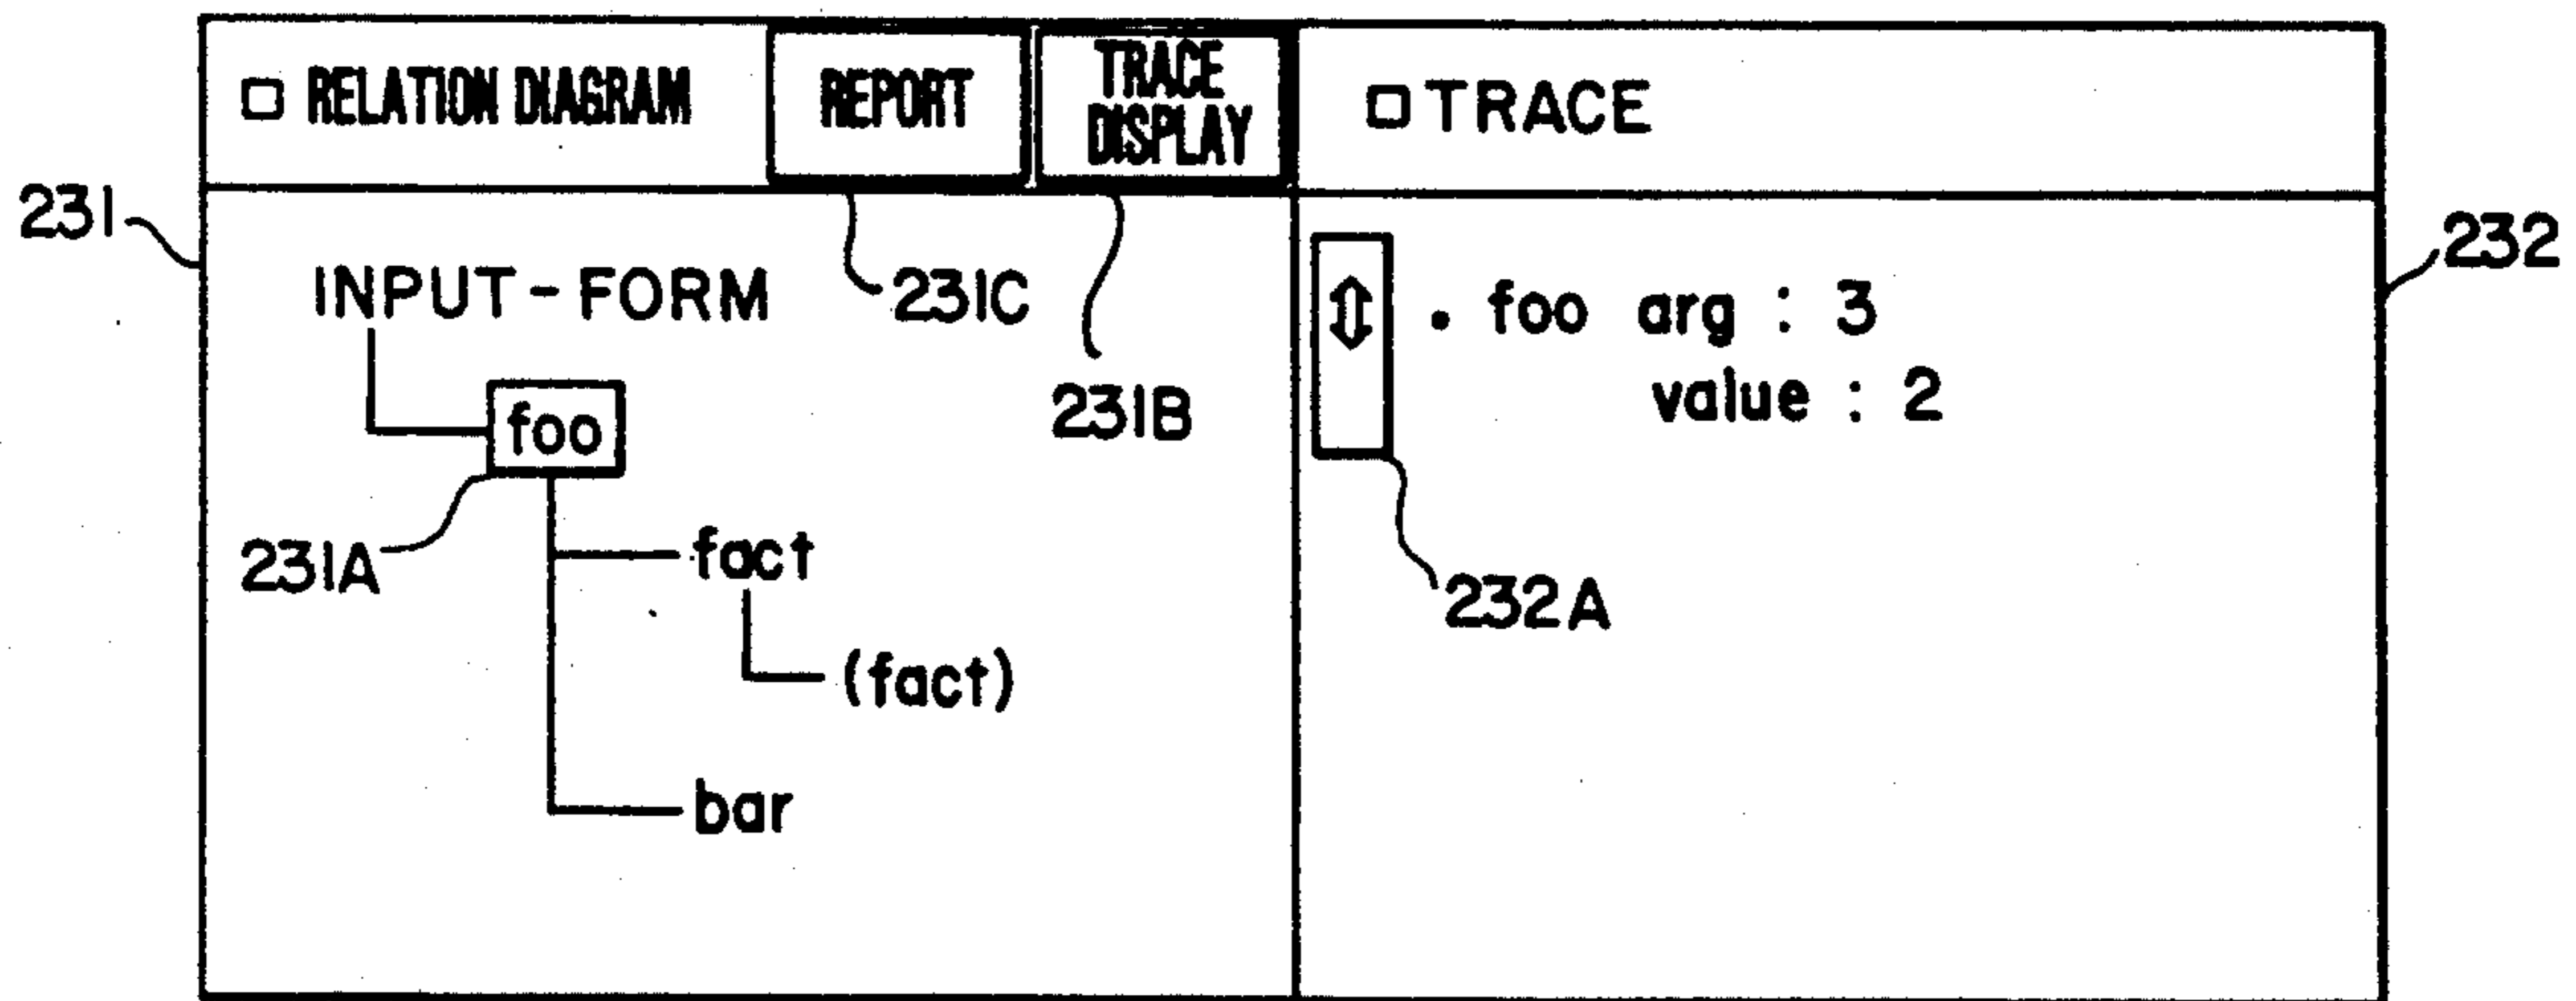 RELATION DIAGRAM
REPORT
TRACE
DISPLAY
TRACE
231
232
INPUT-FORM
231C
. foo arg : 3
value : 2
231B
foo
231A
fact
232A
(fact)
bar